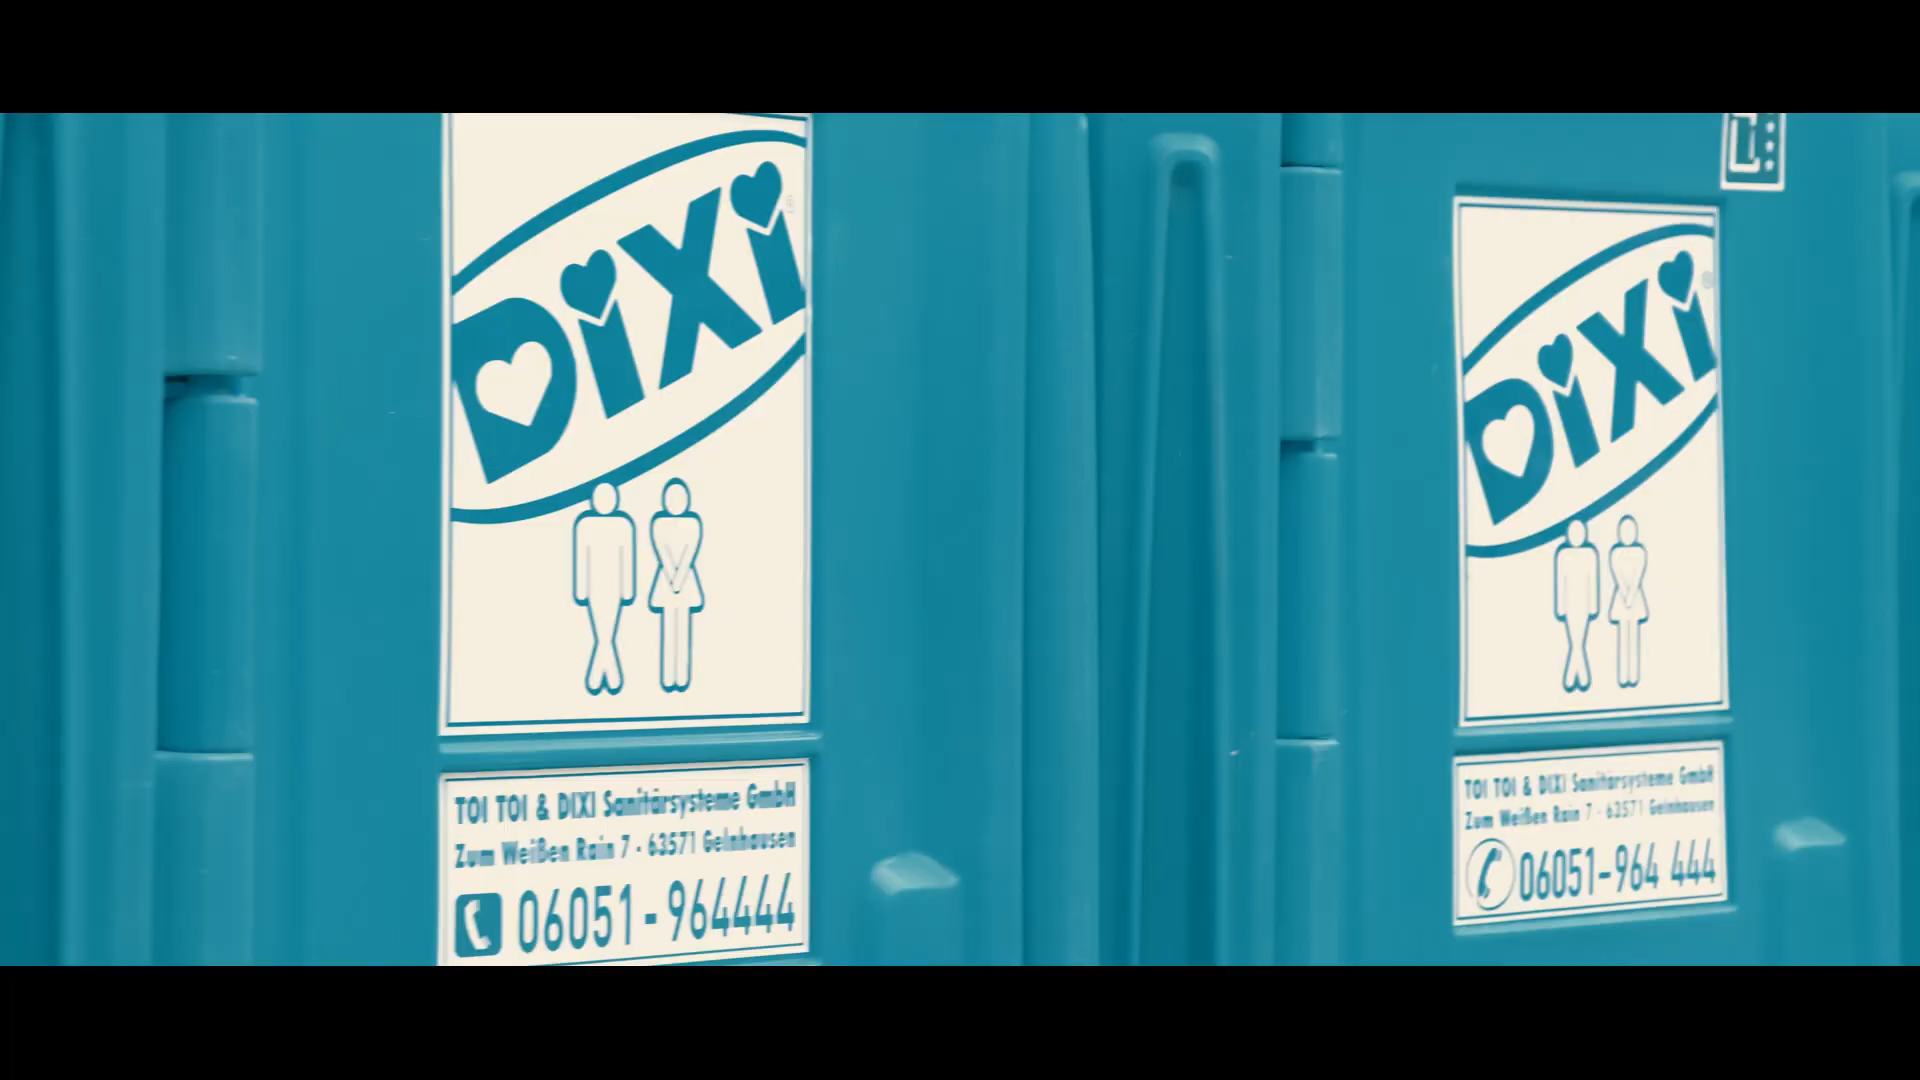 DiXi
TOI TOI & DIXI Sanitärsysteme GmbH
Zum Weißen Rain 7 - 63571 Gelnhausen
06051-964444
DiXi
TOI TOI & DIXI Sanitärsysteme GmbH
Zum Weißen Rain 7 - 63571 Gelnhausen
06051-964 444